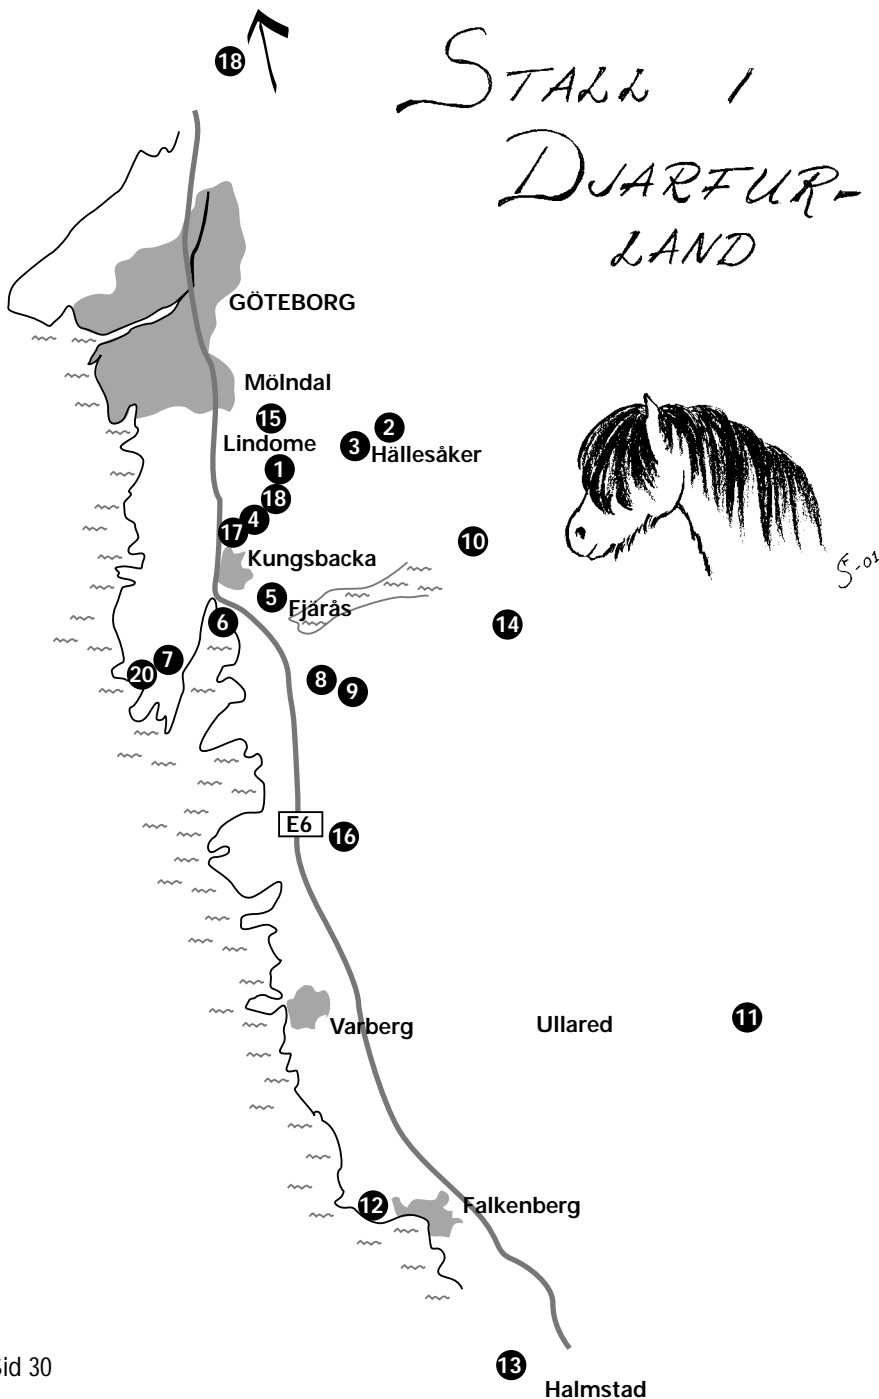 18
STALL I
DJARFUR-
LAND
GÖTEBORG
Mölndal
15
2
Lindome
3
Hällesåker
1
18
4
17
10
Kungsbacka
5
Fjärås
6
14
7
20
8
9
E6
16
Varberg
Ullared
11
12
Falkenberg
Sid 30
13
Halmstad